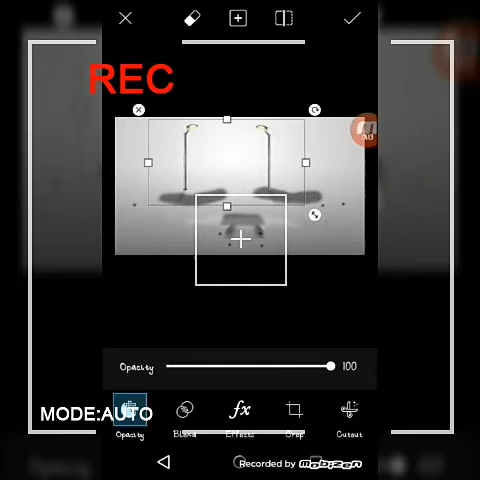 REC
Opacity 100
MODE:AUTO
Opacity Blend Effects Crop Cutout
Recorded by mobizen